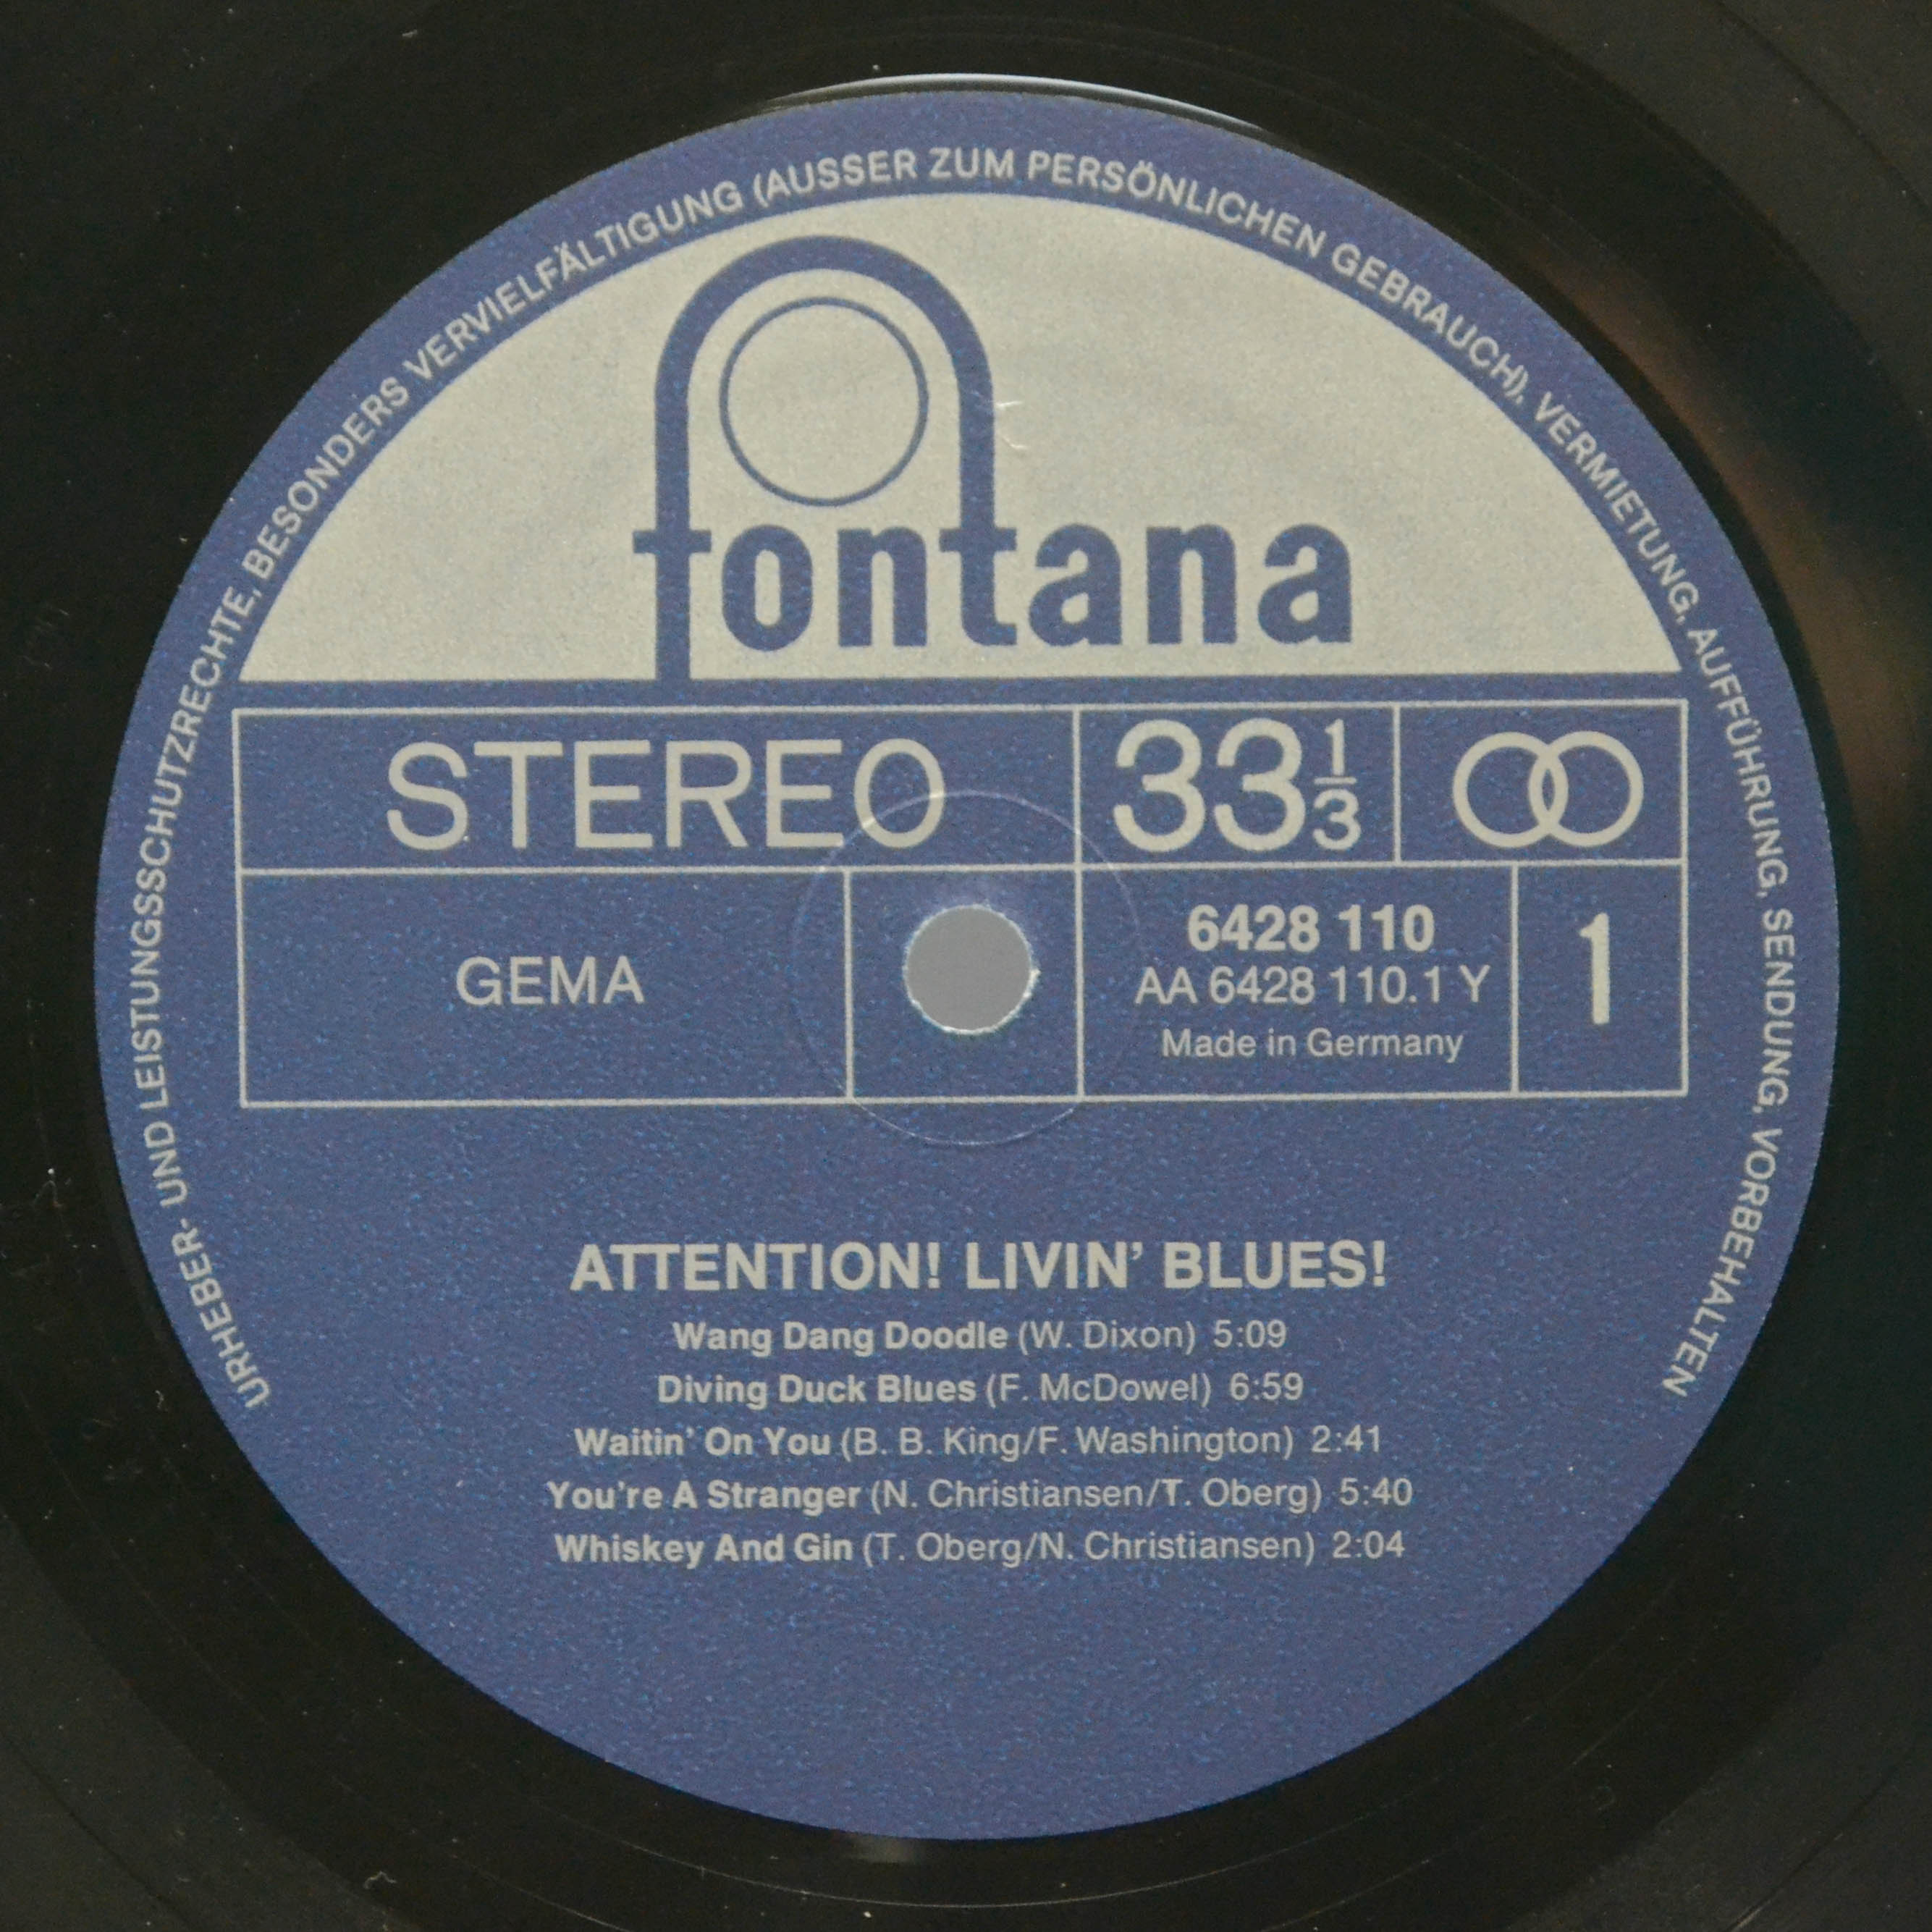 URHEBER- UND LEISTUNGSSCHUTZRECHTE, BESONDERS VERVIELFÄLTIGUNG (AUSSER ZUM PERSÖNLICHEN GEBRAUCH), VERMIETUNG, AUFFÜHRUNG, SENDUNG, VORBEHALTEN
fontana
STEREO 33 1/3
GEMA
6428 110
AA 6428 110.1 Y
Made in Germany
1
ATTENTION! LIVIN' BLUES!
Wang Dang Doodle (W. Dixon) 5:09
Diving Duck Blues (F. McDowel) 6:59
Waitin' On You (B. B. King/F. Washington) 2:41
You're A Stranger (N. Christiansen/T. Oberg) 5:40
Whiskey And Gin (T. Oberg/N. Christiansen) 2:04